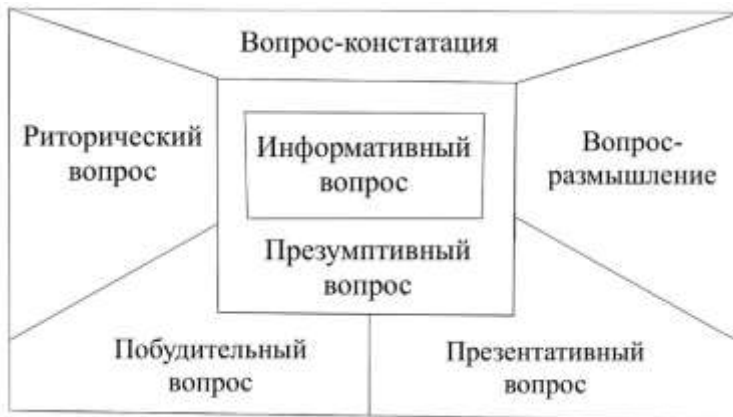 Вопрос-констатация
Риторический
вопрос
Информативный
вопрос
Вопрос-
размышление
Презумптивный
вопрос
Побудительный
вопрос
Презентативный
вопрос